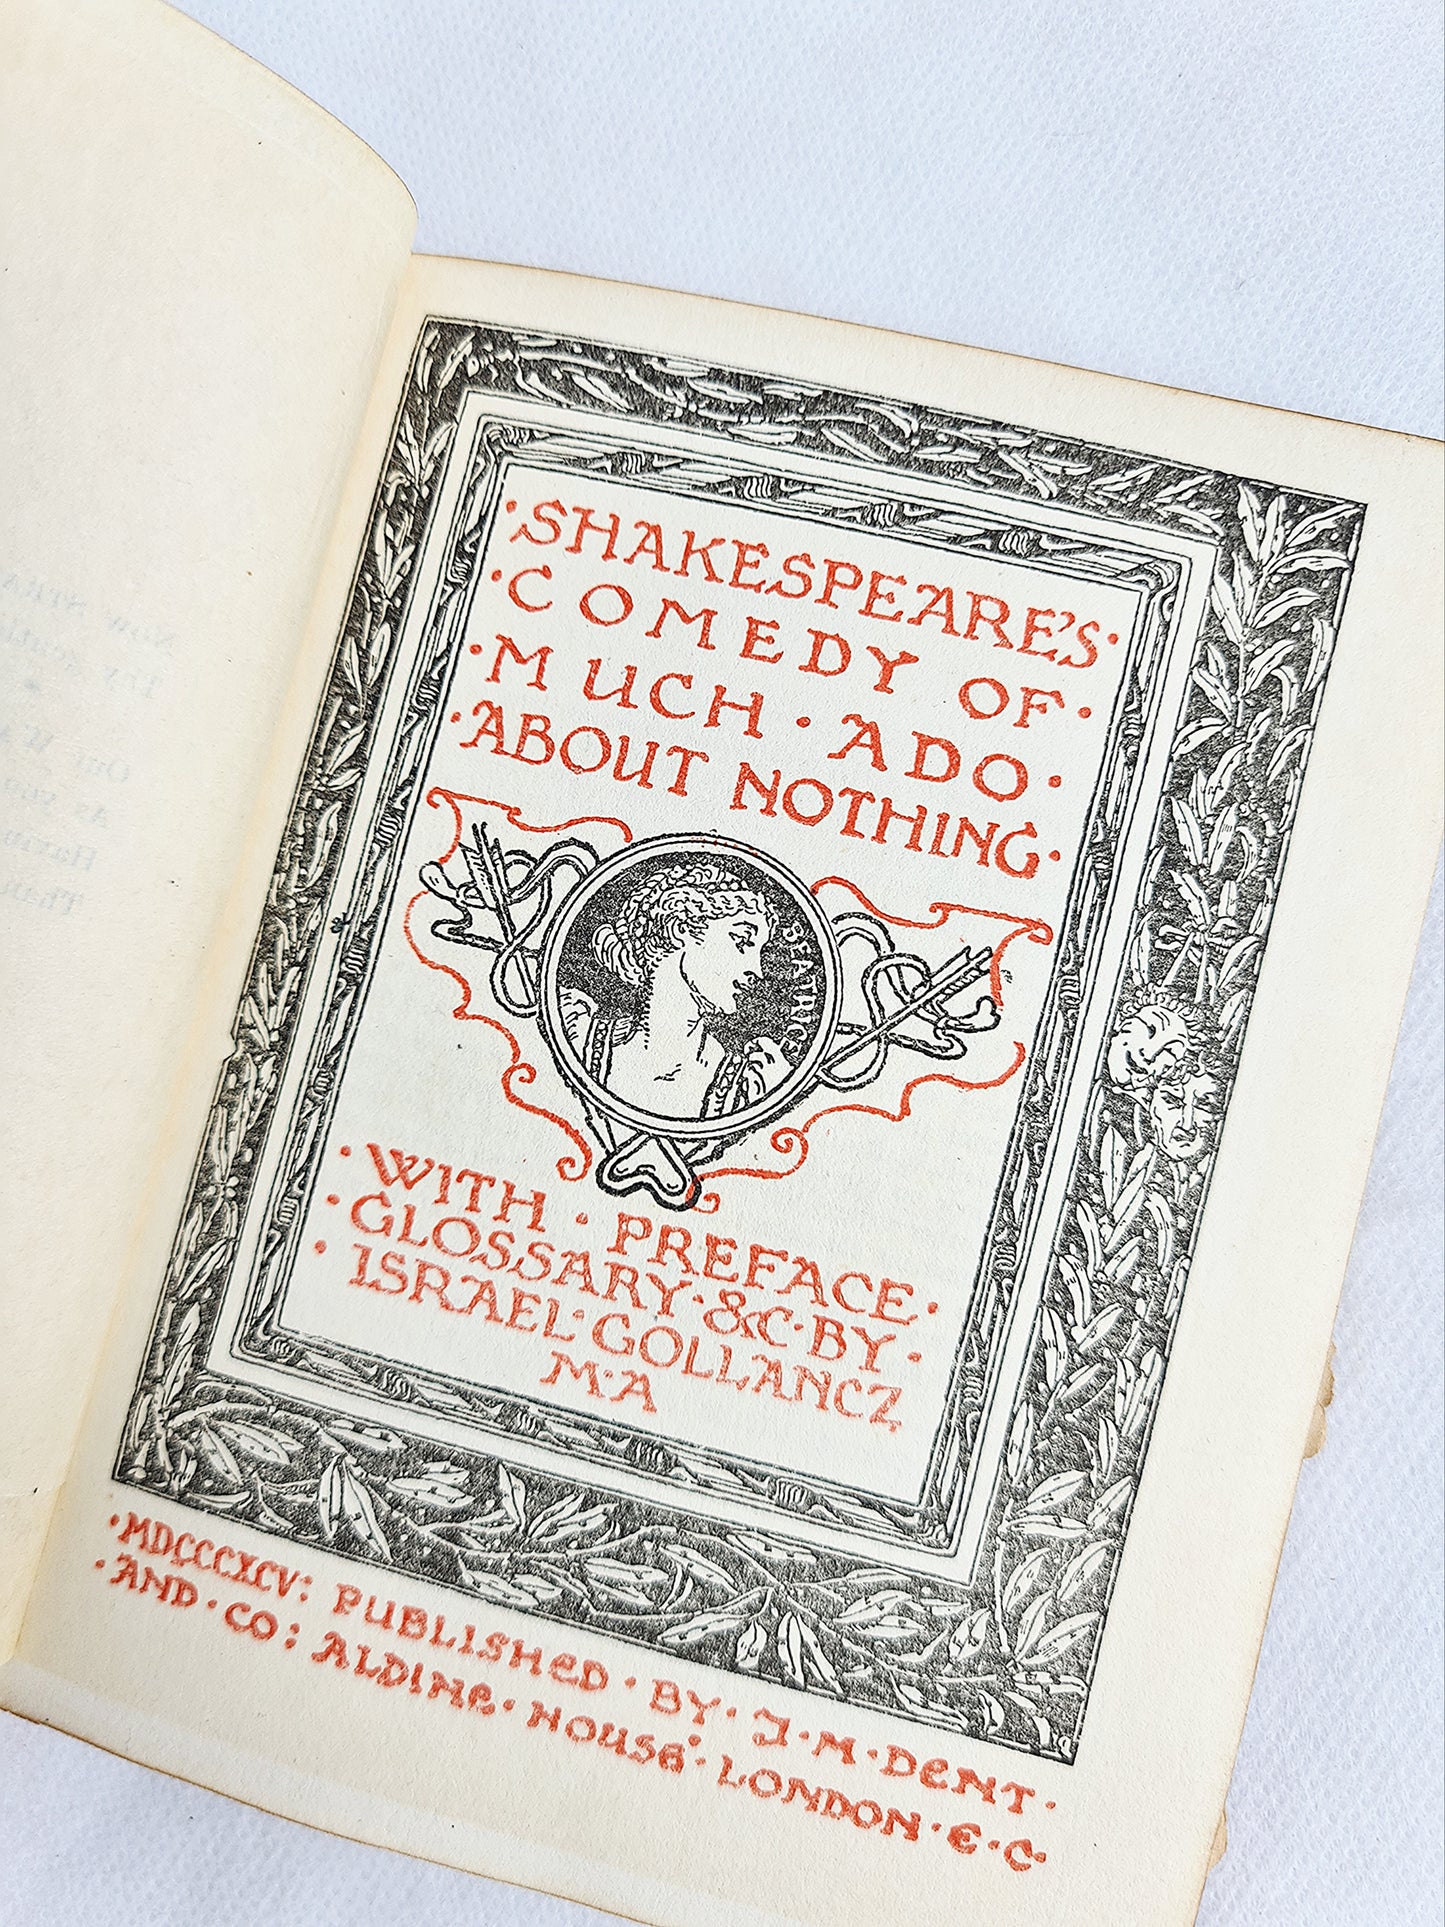 ·SHAKESPEARE'S·
·COMEDY OF·
·MUCH·ADO·
·ABOUT NOTHING·
BEATRICE
·WITH·PREFACE·
·GLOSSARY·&C·BY·
·ISRAEL·GOLLANCZ
M·A
·MDCCCXCV: PUBLISHED·BY·J·M·DENT·
·AND·CO: ALDINE·HOUSE·LONDON·E·C·